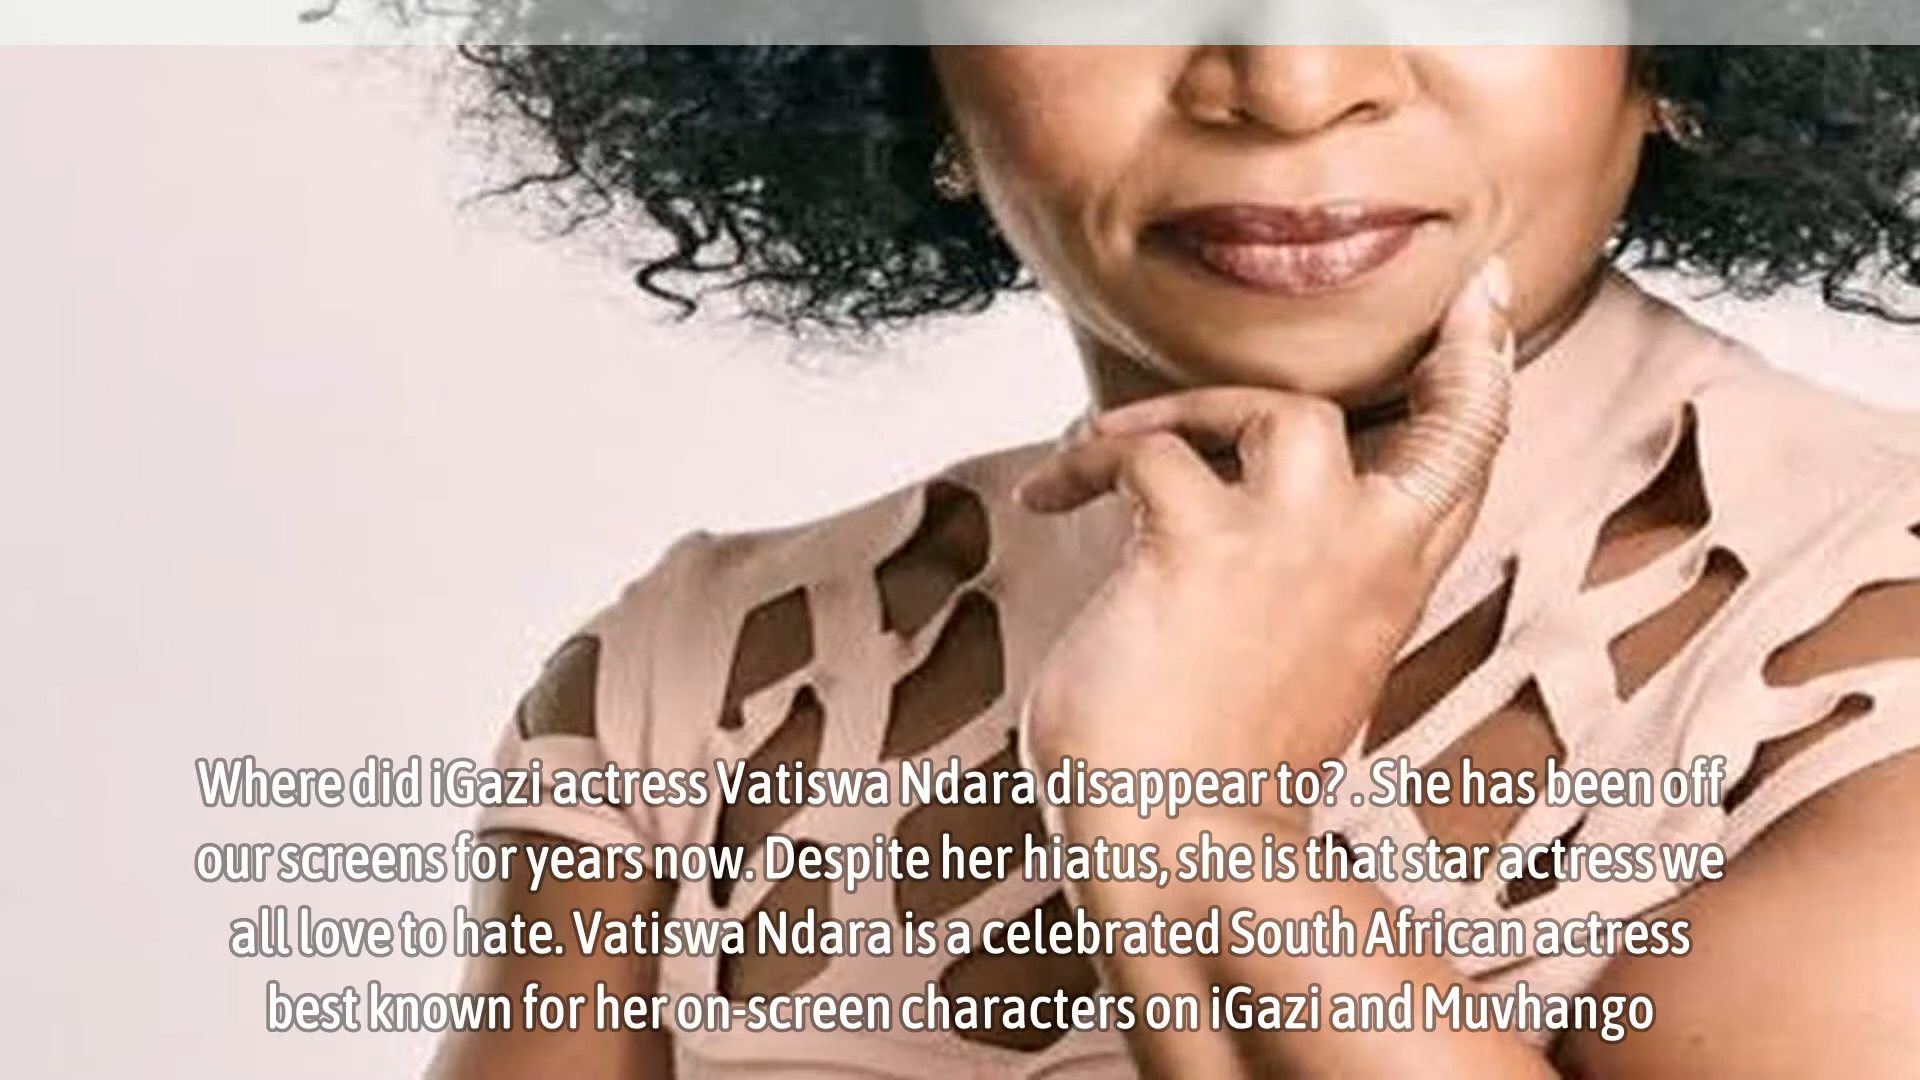 Where did iGazi actress Vatiswa Ndara disappear to? . She has been off
our screens for years now. Despite her hiatus, she is that star actress we
all love to hate. Vatiswa Ndara is a celebrated South African actress
best known for her on-screen characters on iGazi and Muvhango